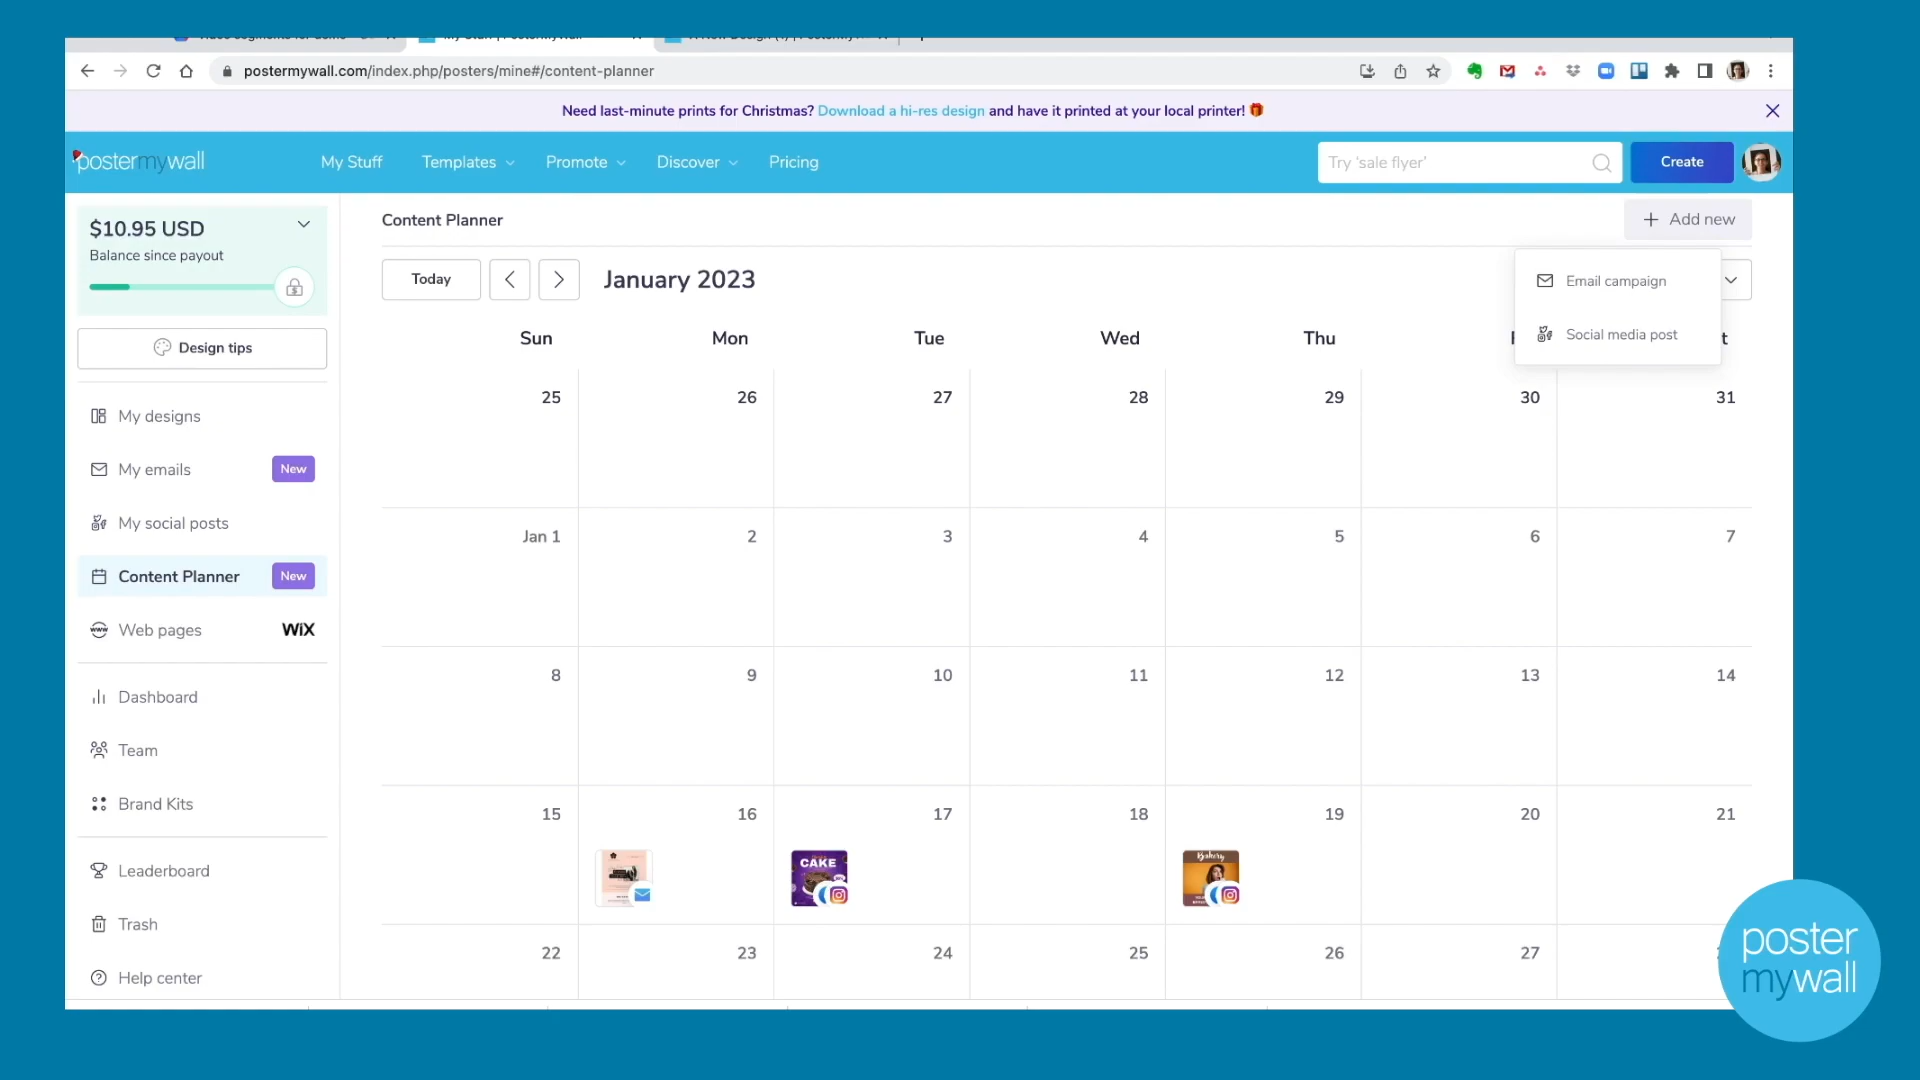 postermywall.com/index.php/posters/mine#/content-planner
Need last-minute prints for Christmas? Download a hi-res design and have it printed at your local printer!
postermywall
My Stuff
Templates
Promote
Discover
Pricing
Try 'sale flyer'
Create
$10.95 USD
Balance since payout
Design tips
My designs
My emails
New
My social posts
Content Planner
New
Web pages
WiX
Dashboard
Team
Brand Kits
Leaderboard
Trash
Help center
Content Planner
+ Add new
Email campaign
Social media post
Today
January 2023
Sun Mon Tue Wed Thu
25 26 27 28 29 30 31
Jan 1 2 3 4 5 6 7
8 9 10 11 12 13 14
15 16 17 18 19 20 21
CAKE
Bakery
22 23 24 25 26 27
poster
mywall